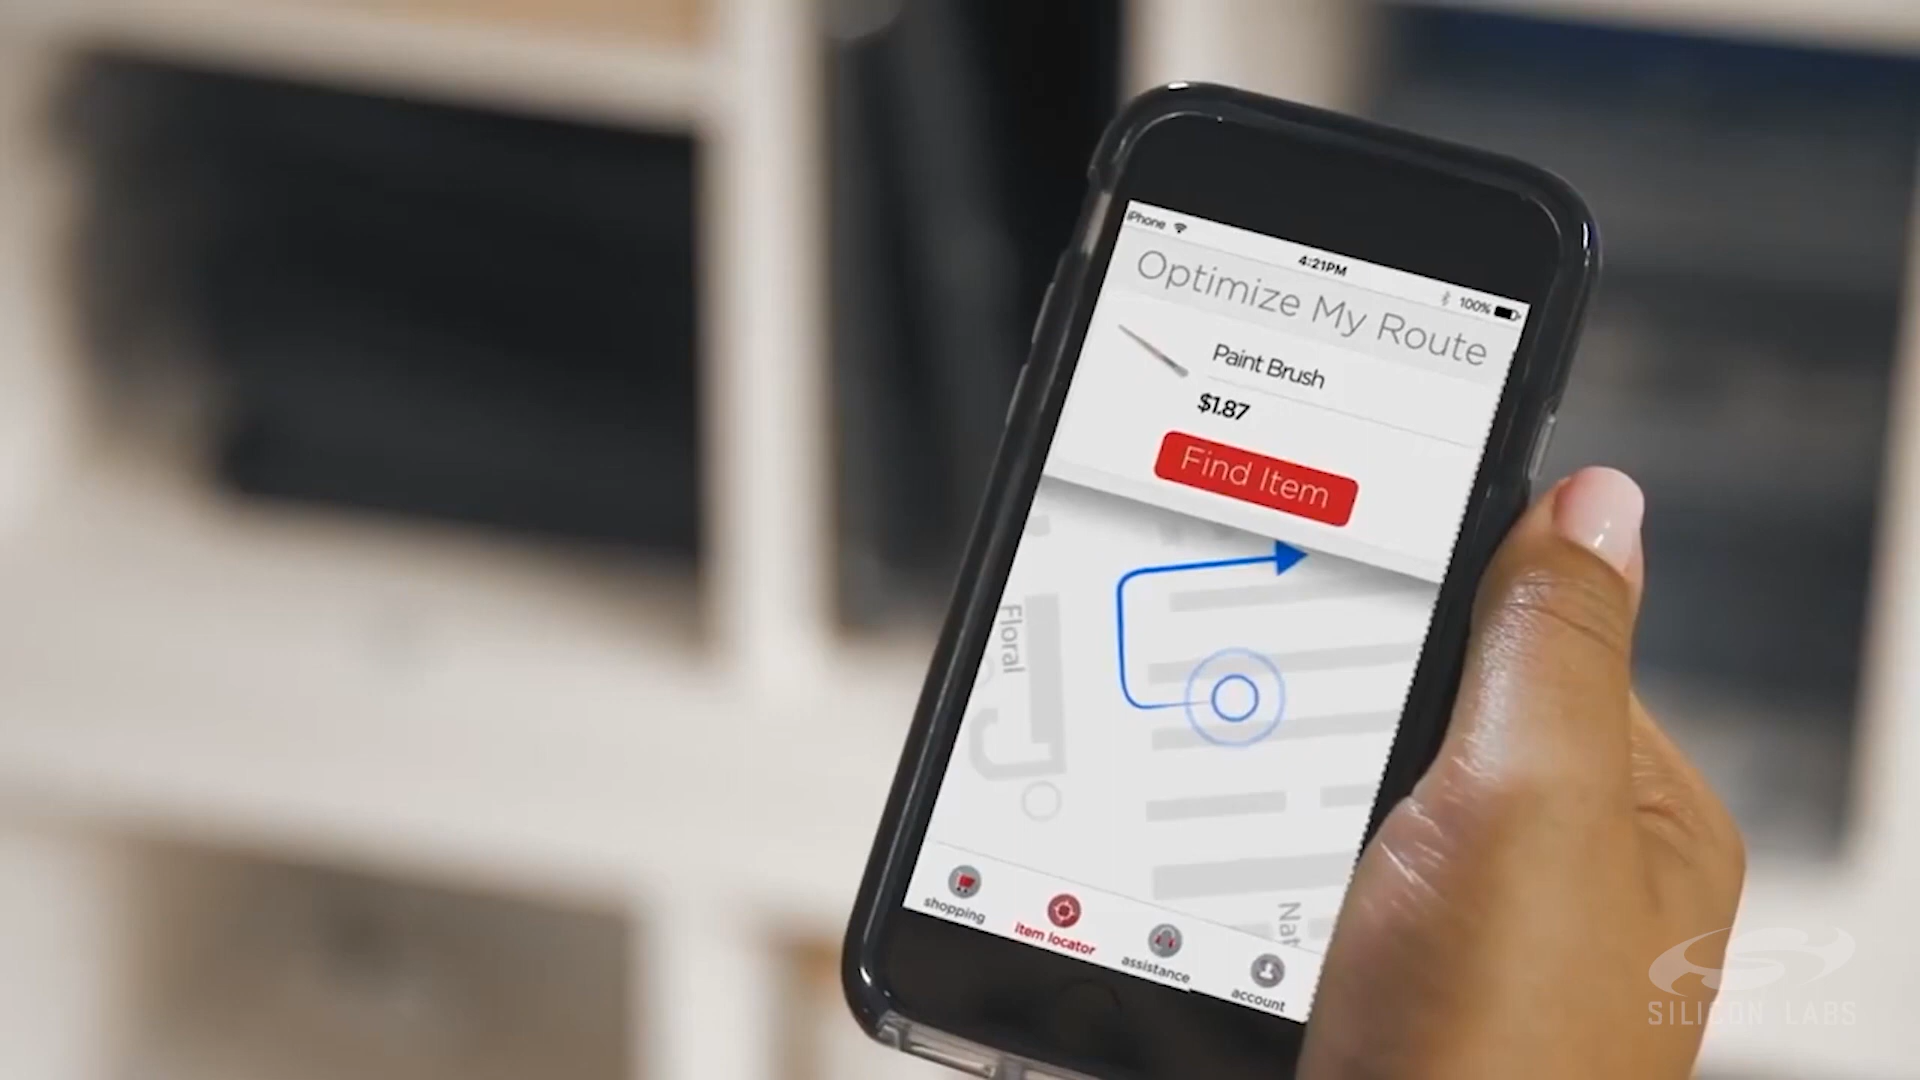 iPhone
4:21PM
100%
Optimize My Route
Paint Brush
$1.87
Find Item
Floral
Nat
shopping
item locator
assistance
account
SILICON LABS